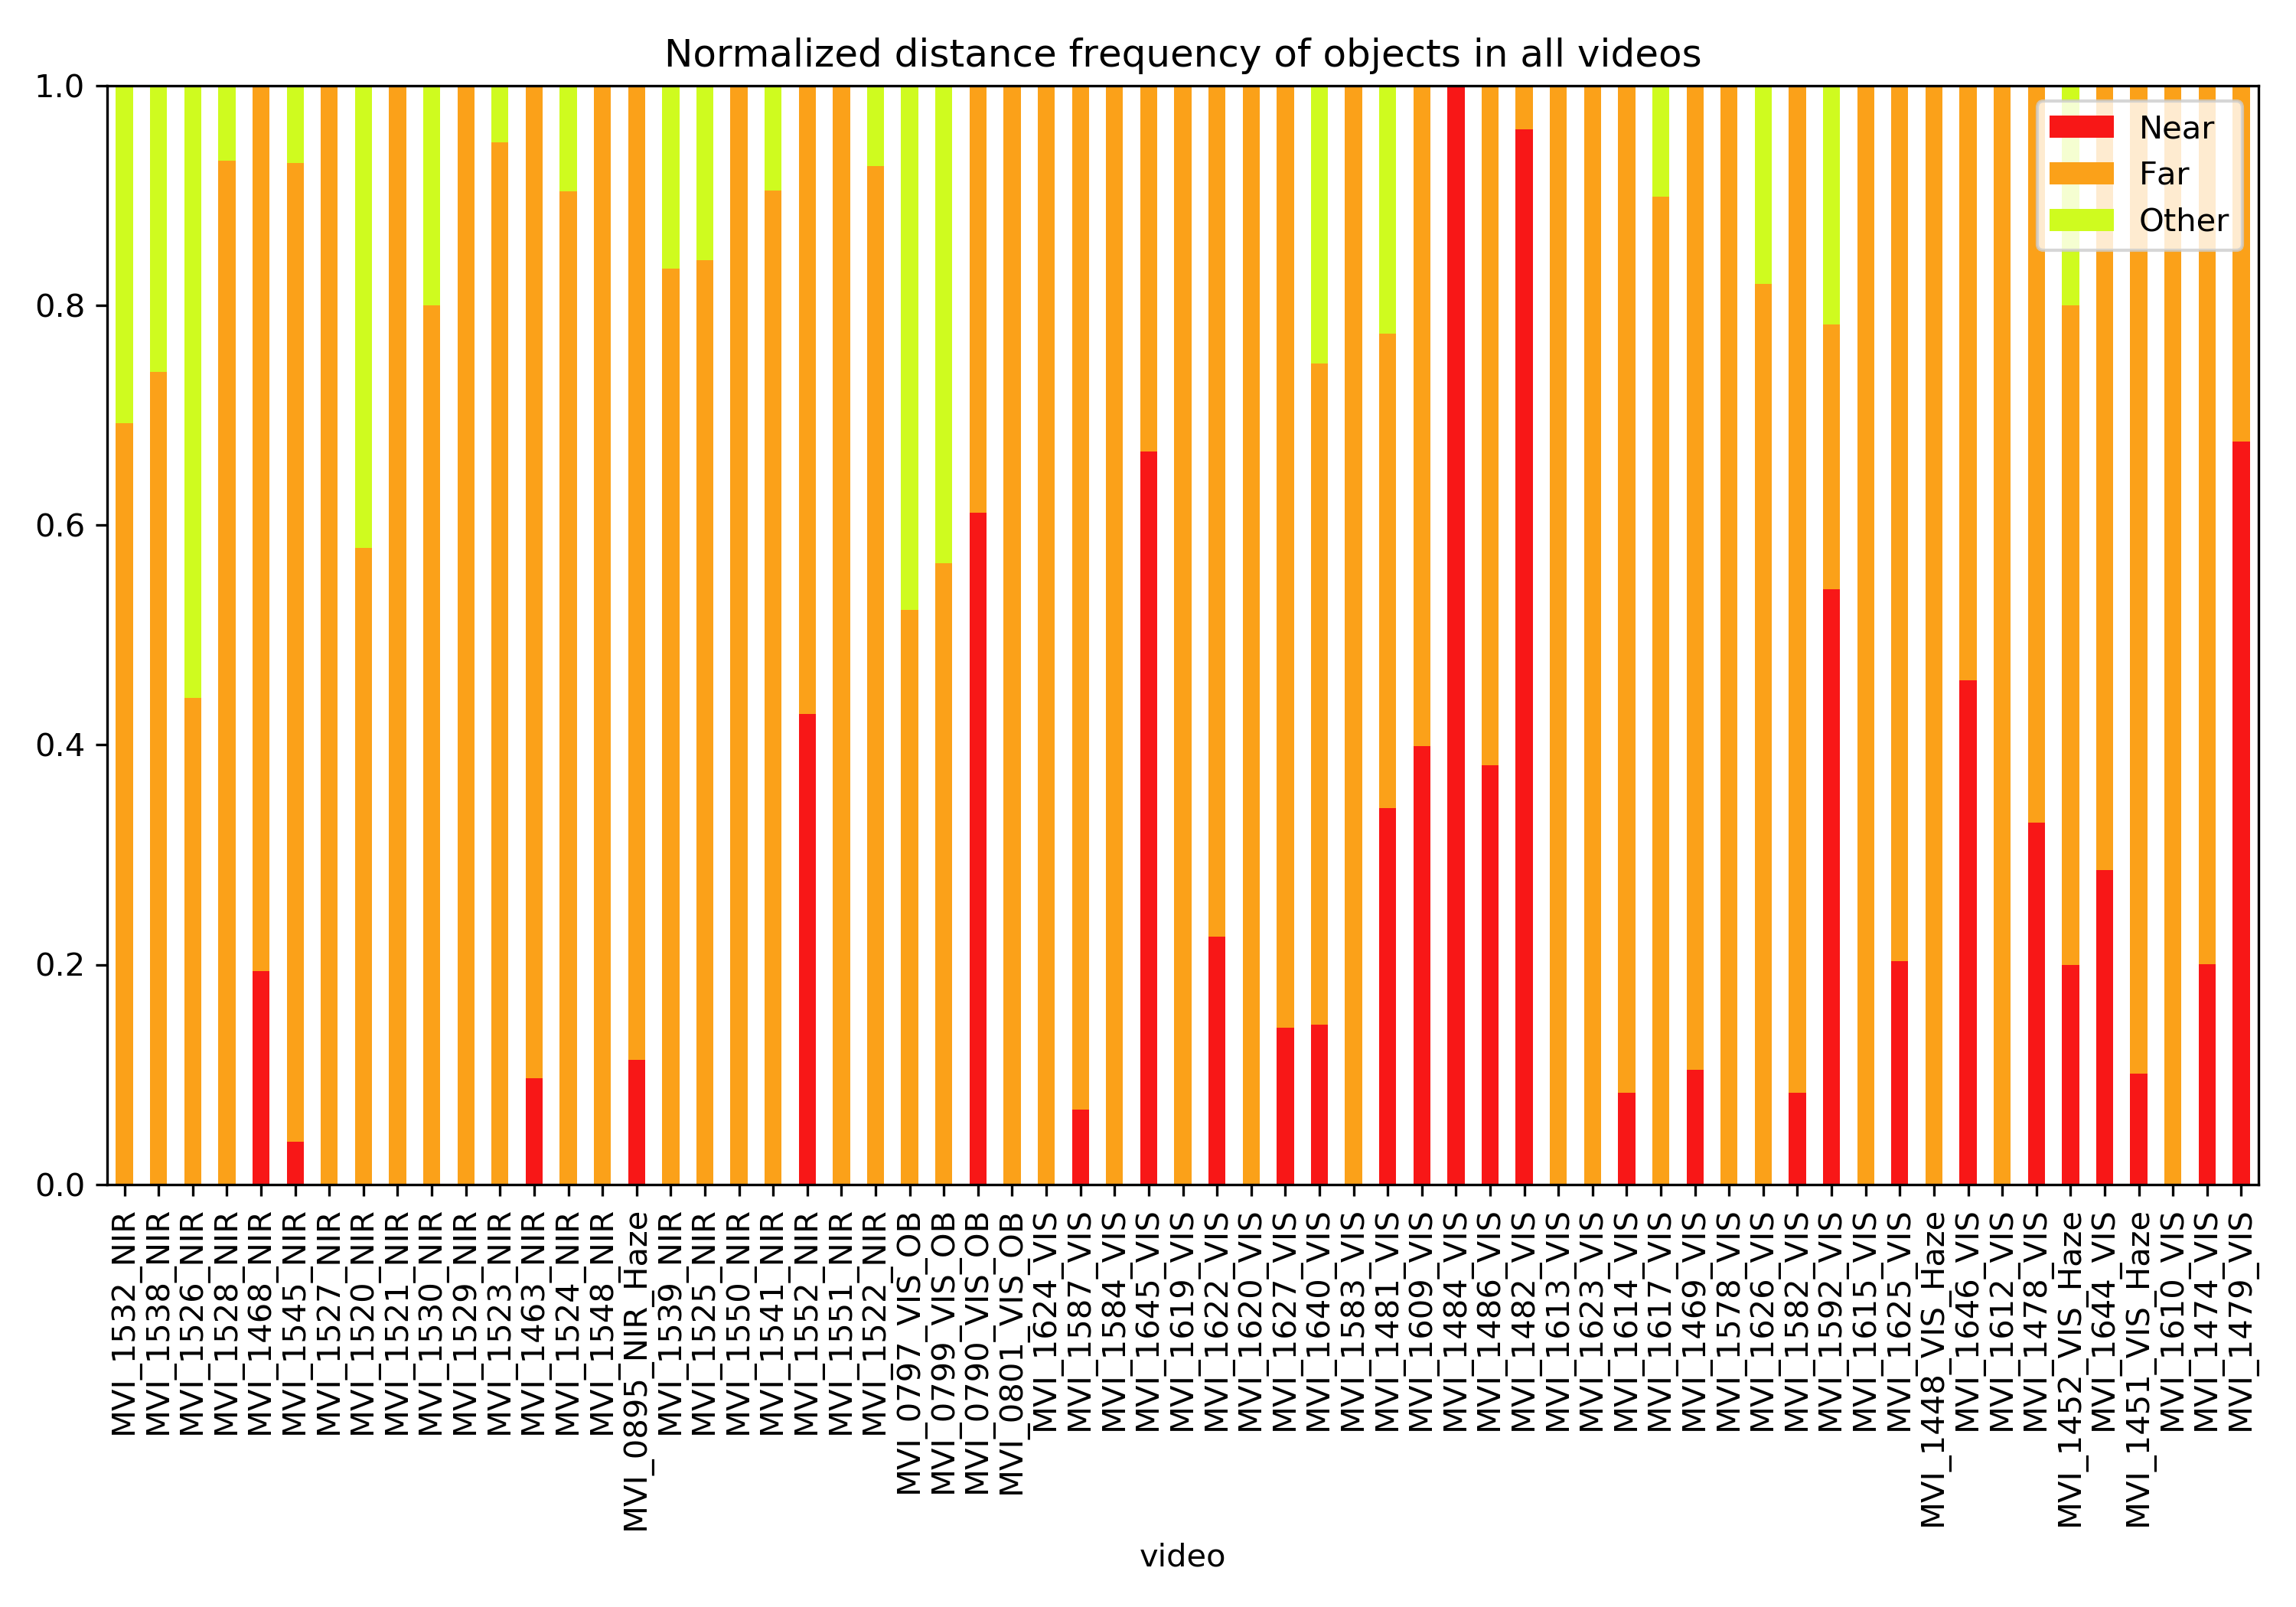 Normalized distance frequency of objects in all videos
1.0
0.8
0.6
0.4
0.2
0.0
Near
Far
Other
MVI_1532_NIR
MVI_1538_NIR
MVI_1526_NIR
MVI_1528_NIR
MVI_1468_NIR
MVI_1545_NIR
MVI_1527_NIR
MVI_1520_NIR
MVI_1521_NIR
MVI_1530_NIR
MVI_1529_NIR
MVI_1523_NIR
MVI_1463_NIR
MVI_1524_NIR
MVI_1548_NIR
MVI_0895_NIR_Haze
MVI_1539_NIR
MVI_1525_NIR
MVI_1550_NIR
MVI_1541_NIR
MVI_1552_NIR
MVI_1551_NIR
MVI_1522_NIR
MVI_0797_VIS_OB
MVI_0799_VIS_OB
MVI_0790_VIS_OB
MVI_0801_VIS_OB
MVI_1624_VIS
MVI_1587_VIS
MVI_1584_VIS
MVI_1645_VIS
MVI_1619_VIS
MVI_1622_VIS
MVI_1620_VIS
MVI_1627_VIS
MVI_1640_VIS
MVI_1583_VIS
MVI_1481_VIS
MVI_1609_VIS
MVI_1484_VIS
MVI_1486_VIS
MVI_1482_VIS
MVI_1613_VIS
MVI_1623_VIS
MVI_1614_VIS
MVI_1617_VIS
MVI_1469_VIS
MVI_1578_VIS
MVI_1626_VIS
MVI_1582_VIS
MVI_1592_VIS
MVI_1615_VIS
MVI_1625_VIS
MVI_1448_VIS_Haze
MVI_1646_VIS
MVI_1612_VIS
MVI_1478_VIS
MVI_1452_VIS_Haze
MVI_1644_VIS
MVI_1451_VIS_Haze
MVI_1610_VIS
MVI_1474_VIS
MVI_1479_VIS
video